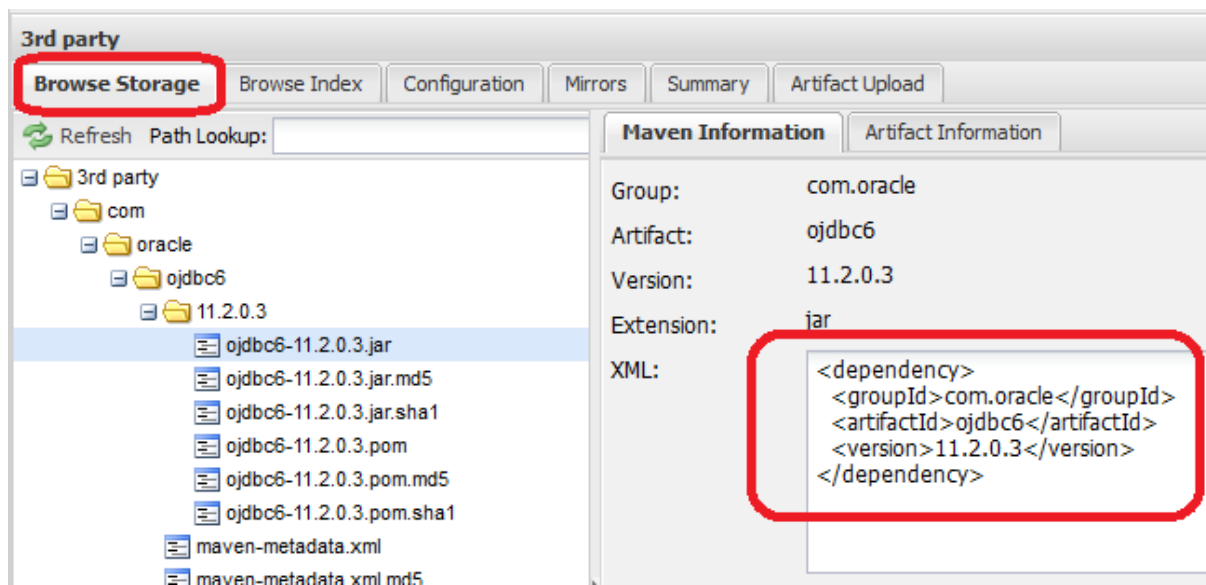 3rd party
Browse Storage Browse Index Configuration Mirrors Summary Artifact Upload
Refresh Path Lookup:
3rd party
com
oracle
ojdbc6
11.2.0.3
ojdbc6-11.2.0.3.jar
ojdbc6-11.2.0.3.jar.md5
ojdbc6-11.2.0.3.jar.sha1
ojdbc6-11.2.0.3.pom
ojdbc6-11.2.0.3.pom.md5
ojdbc6-11.2.0.3.pom.sha1
maven-metadata.xml
maven-metadata.xml.md5
Maven Information Artifact Information
Group: com.oracle
Artifact: ojdbc6
Version: 11.2.0.3
Extension: jar
XML: <dependency>
<groupId>com.oracle</groupId>
<artifactId>ojdbc6</artifactId>
<version>11.2.0.3</version>
</dependency>